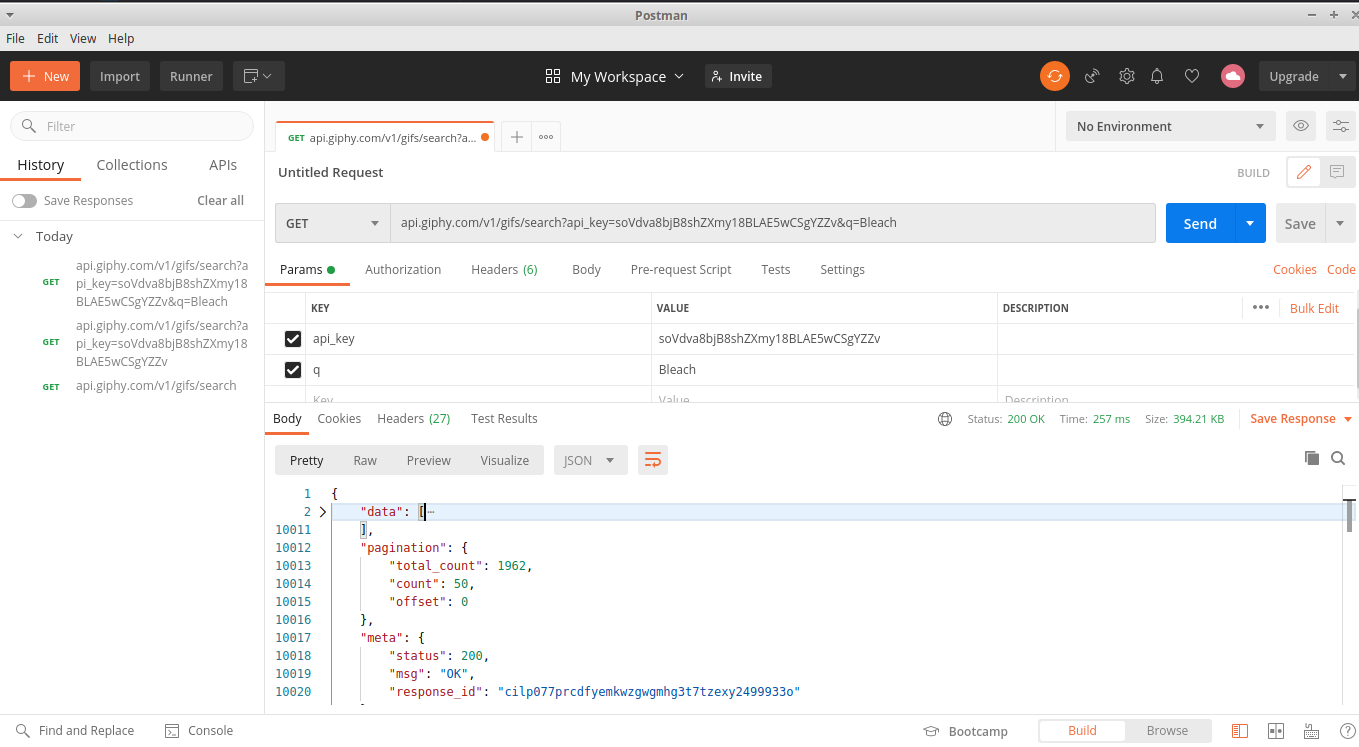 Postman
File Edit View Help
New Import Runner My Workspace Invite Upgrade
Filter
History Collections APIs
Save Responses Clear all
Today
GET api.giphy.com/v1/gifs/search?a
pi_key=soVdva8bjB8shZXmy18
BLAE5wCSgYZZv&q=Bleach
GET api.giphy.com/v1/gifs/search?a
pi_key=soVdva8bjB8shZXmy18
BLAE5wCSgYZZv
GET api.giphy.com/v1/gifs/search
GET api.giphy.com/v1/gifs/search?a... No Environment
Untitled Request BUILD
GET api.giphy.com/v1/gifs/search?api_key=soVdva8bjB8shZXmy18BLAE5wCSgYZZv&q=Bleach Send Save
Params Authorization Headers (6) Body Pre-request Script Tests Settings Cookies Code
KEY VALUE DESCRIPTION Bulk Edit
api_key soVdva8bjB8shZXmy18BLAE5wCSgYZZv
q Bleach
Key Value Description
Body Cookies Headers (27) Test Results Status: 200 OK Time: 257 ms Size: 394.21 KB Save Response
Pretty Raw Preview Visualize JSON
1 {
2 "data": [
10011 ],
10012 "pagination": {
10013 "total_count": 1962,
10014 "count": 50,
10015 "offset": 0
10016 },
10017 "meta": {
10018 "status": 200,
10019 "msg": "OK",
10020 "response_id": "cilp077prcdfyemkwzgwgmhg3t7tzexy2499933o"
Find and Replace Console Bootcamp Build Browse